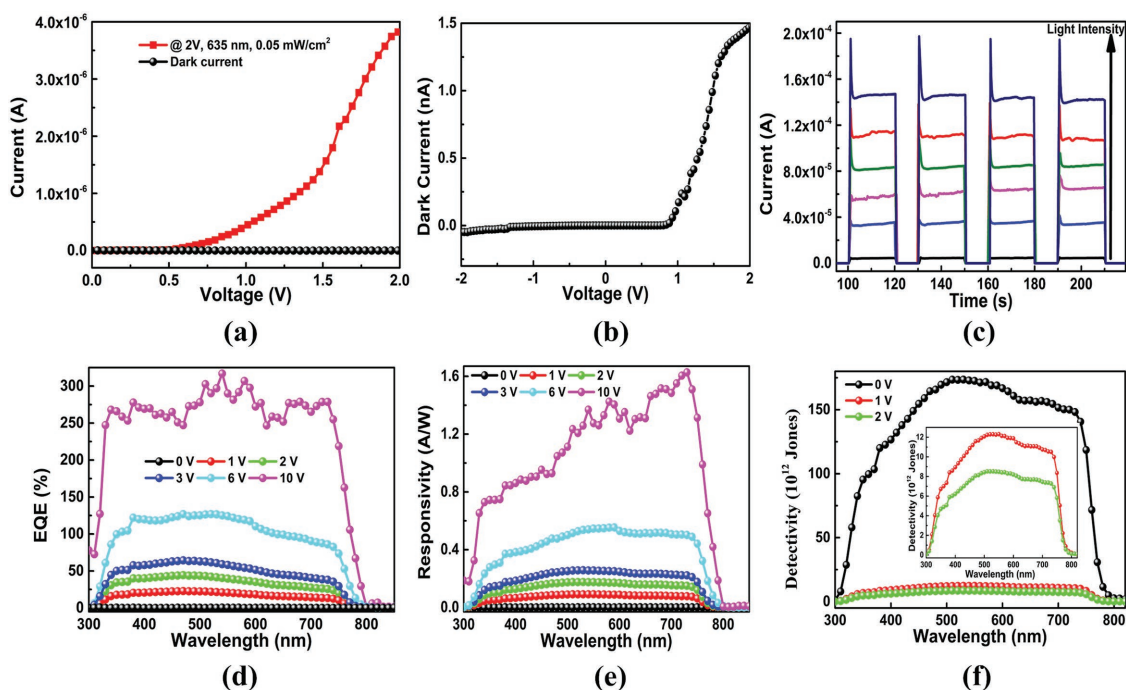 4.0x10⁻⁶
3.0x10⁻⁶
2.0x10⁻⁶
1.0x10⁻⁶
0.0
Current (A)
@ 2V, 635 nm, 0.05 mW/cm²
Dark current
0.0 0.5 1.0 1.5 2.0
Voltage (V)
(a)
1.5
1.0
0.5
0.0
Dark Current (nA)
-2 -1 0 1 2
Voltage (V)
(b)
2.0x10⁻⁴
1.6x10⁻⁴
1.2x10⁻⁴
8.0x10⁻⁵
4.0x10⁻⁵
0.0
Current (A)
Light Intensity
100 120 140 160 180 200
Time (s)
(c)
300
250
200
150
100
50
0
EQE (%)
0 V 1 V 2 V
3 V 6 V 10 V
300 400 500 600 700 800
Wavelength (nm)
(d)
1.6
1.2
0.8
0.4
0.0
Responsivity (A/W)
0 V 1 V 2 V
3 V 6 V 10 V
300 400 500 600 700 800
Wavelength (nm)
(e)
150
100
50
0
Detectivity (10¹² Jones)
0 V
1 V
2 V
12
10
8
6
4
2
0
Detectivity (10¹² Jones)
300 400 500 600 700 800
Wavelength (nm)
300 400 500 600 700 800
Wavelength (nm)
(f)